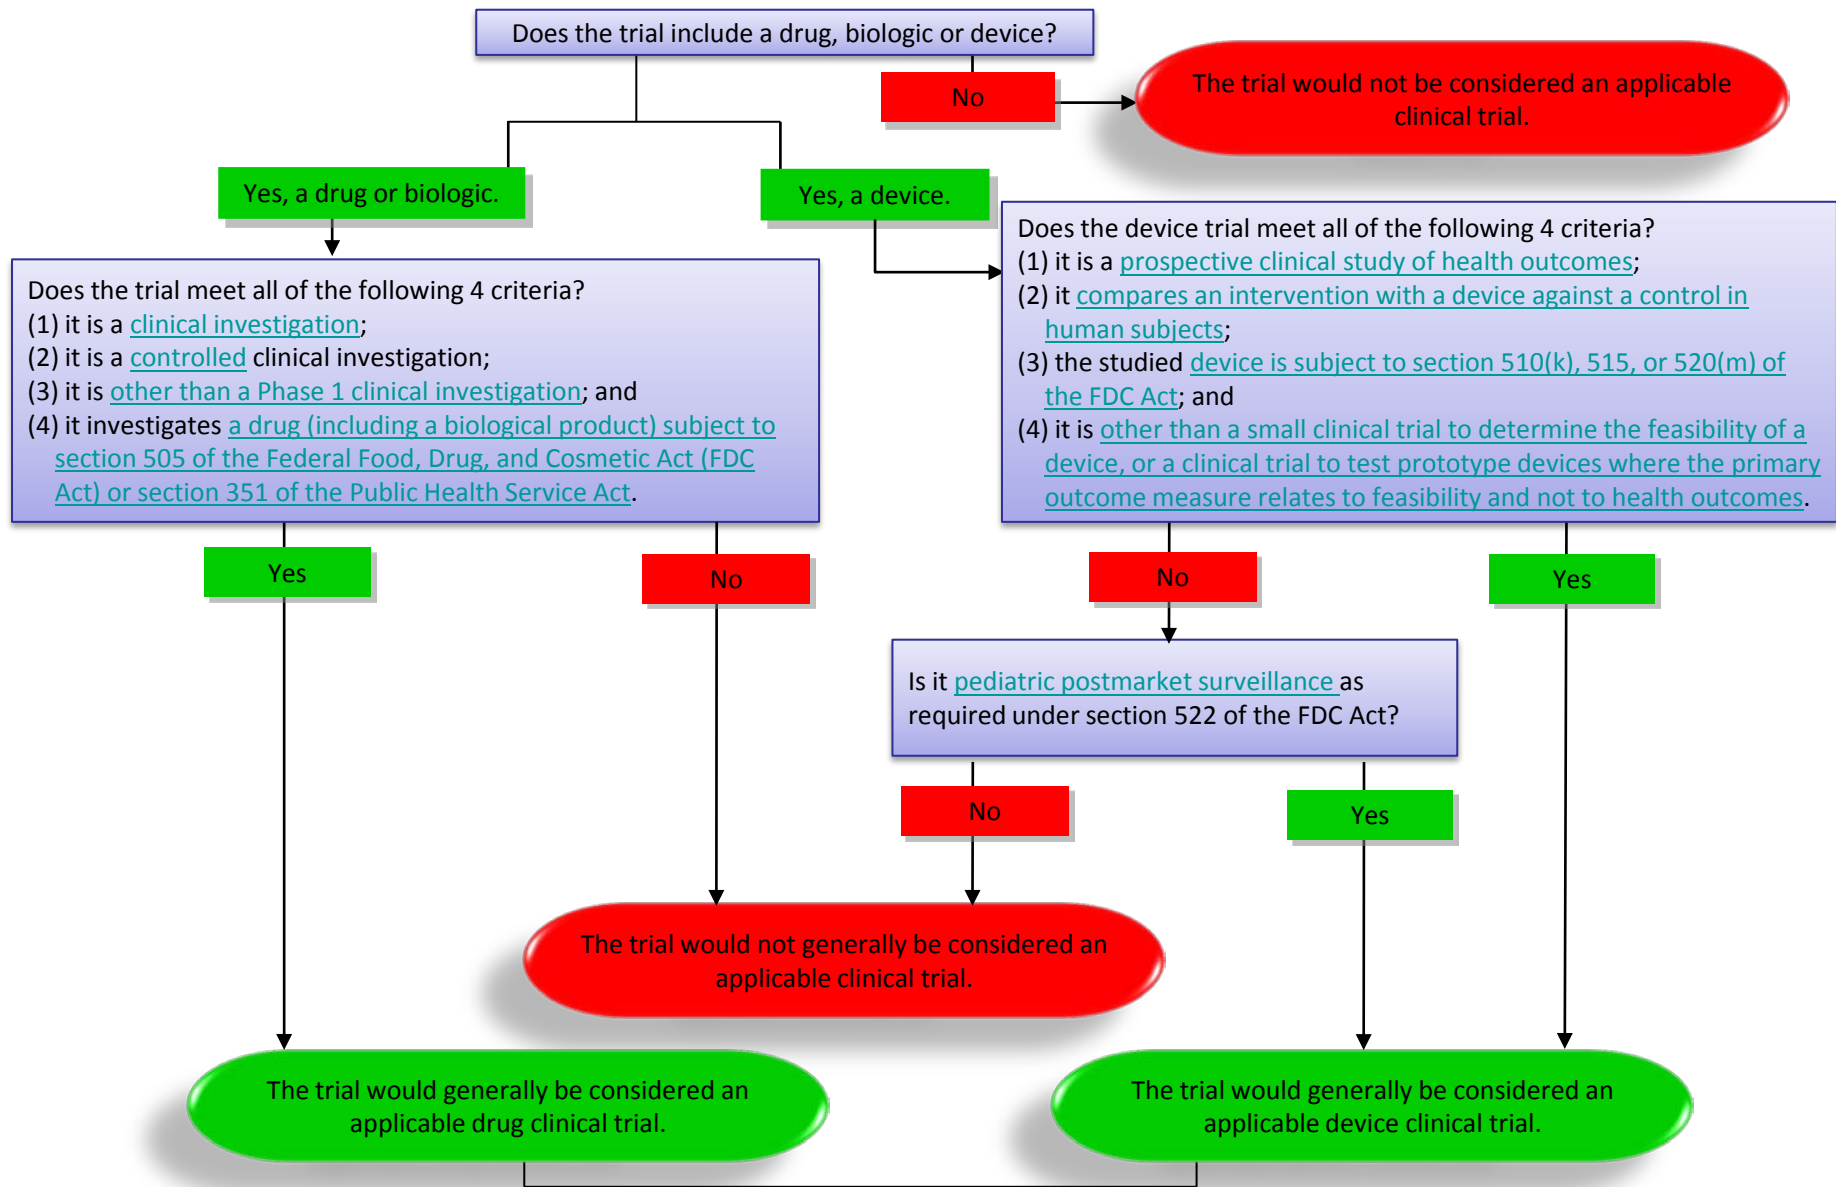 Does the trial include a drug, biologic or device?
No
The trial would not be considered an applicable
clinical trial.
Yes, a drug or biologic.
Yes, a device.
Does the trial meet all of the following 4 criteria?
(1) it is a clinical investigation;
(2) it is a controlled clinical investigation;
(3) it is other than a Phase 1 clinical investigation; and
(4) it investigates a drug (including a biological product) subject to
section 505 of the Federal Food, Drug, and Cosmetic Act (FDC
Act) or section 351 of the Public Health Service Act.
Does the device trial meet all of the following 4 criteria?
(1) it is a prospective clinical study of health outcomes;
(2) it compares an intervention with a device against a control in
human subjects;
(3) the studied device is subject to section 510(k), 515, or 520(m) of
the FDC Act; and
(4) it is other than a small clinical trial to determine the feasibility of a
device, or a clinical trial to test prototype devices where the primary
outcome measure relates to feasibility and not to health outcomes.
Yes
No
No
Yes
Is it pediatric postmarket surveillance as
required under section 522 of the FDC Act?
No
Yes
The trial would not generally be considered an
applicable clinical trial.
The trial would generally be considered an
applicable drug clinical trial.
The trial would generally be considered an
applicable device clinical trial.